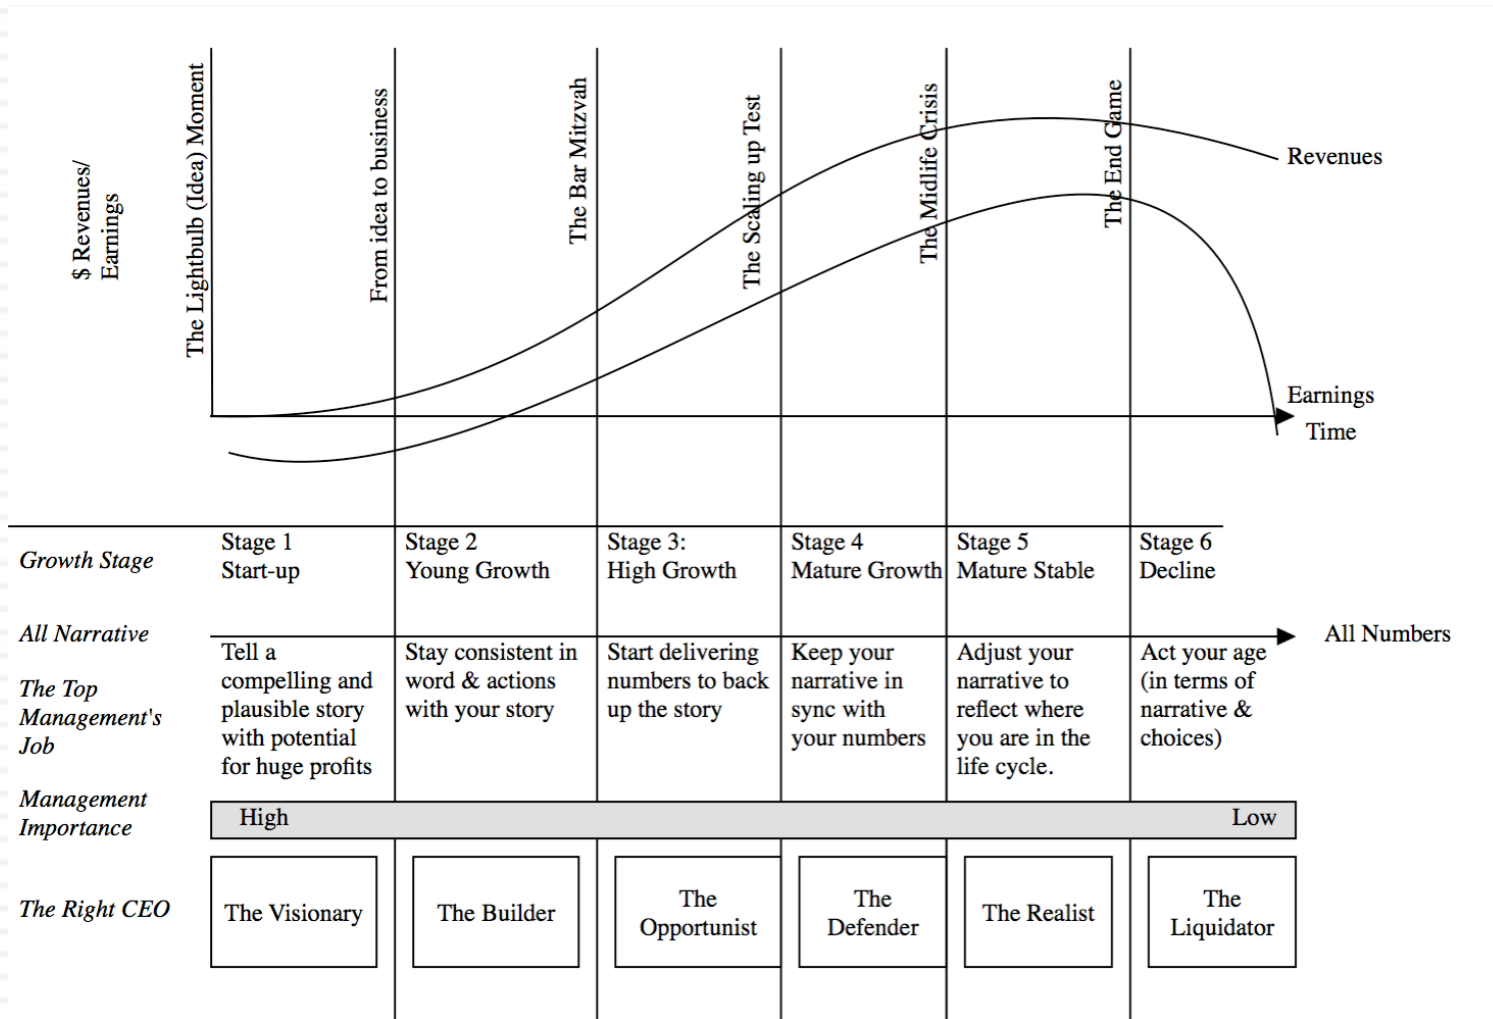 $ Revenues/
Earnings
The Lightbulb (Idea) Moment
From idea to business
The Bar Mitzvah
The Scaling up Test
The Midlife Crisis
The End Game
Revenues
Earnings
Time
Growth Stage
Stage 1
Start-up
Stage 2
Young Growth
Stage 3:
High Growth
Stage 4
Mature Growth
Stage 5
Mature Stable
Stage 6
Decline
All Narrative
All Numbers
The Top
Management's
Job
Tell a
compelling and
plausible story
with potential
for huge profits
Stay consistent in
word & actions
with your story
Start delivering
numbers to back
up the story
Keep your
narrative in
sync with
your numbers
Adjust your
narrative to
reflect where
you are in the
life cycle.
Act your age
(in terms of
narrative &
choices)
Management
Importance
High
Low
The Right CEO
The Visionary
The Builder
The
Opportunist
The
Defender
The Realist
The
Liquidator